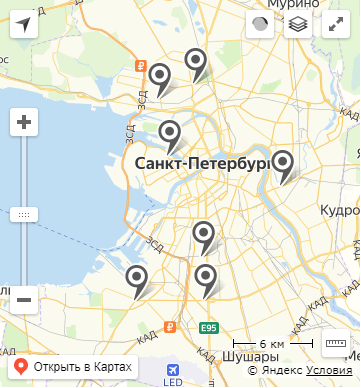 Мурино
ЗСД
Санкт-Петербург
КАД
Кудро
ЗСД
КАД
КАД
КАД
E95
КАД
6 км
Шушары
LED
Открыть в Картах
© Яндекс Условия